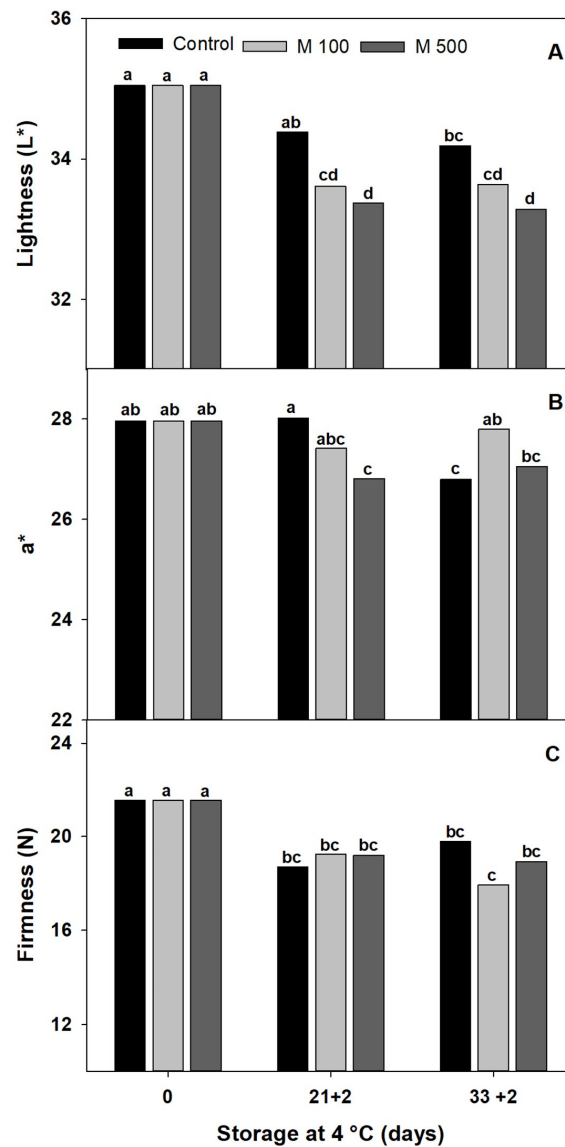 36
Control M 100 M 500
A
a a a
ab
bc
34
cd
d
cd
d
32
Lightness (L*)
B
28
ab ab ab
a
abc
c
c
ab
bc
26
24
22
a*
24
C
a a a
20
bc bc bc
bc
c
bc
16
12
Firmness (N)
0 21+2 33 +2
Storage at 4 °C (days)